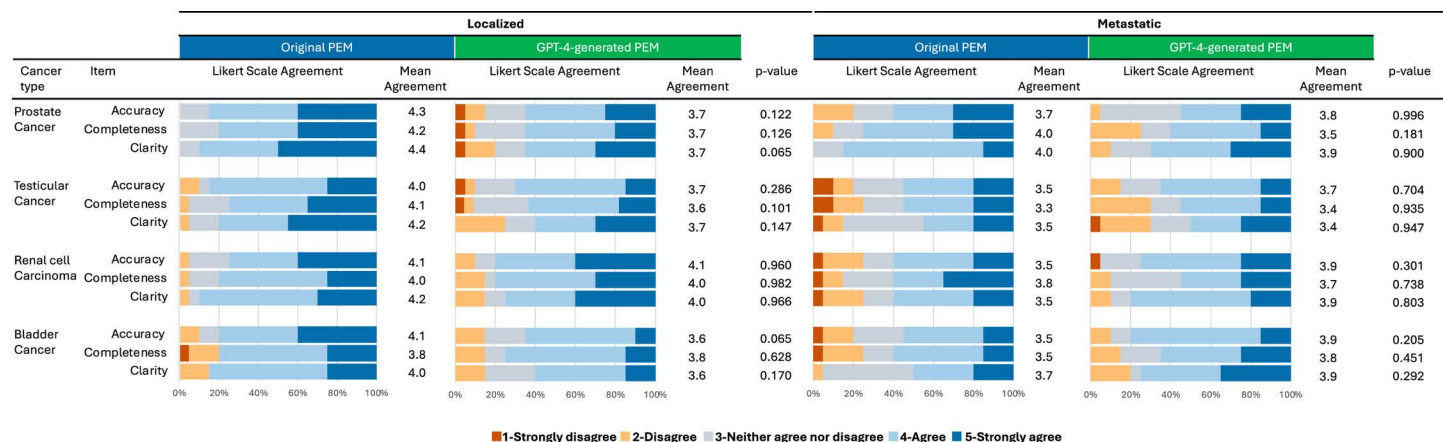 Localized Metastatic
Original PEM GPT-4-generated PEM Original PEM GPT-4-generated PEM
Cancer type Item Likert Scale Agreement Mean Agreement Likert Scale Agreement Mean Agreement p-value Likert Scale Agreement Mean Agreement Likert Scale Agreement Mean Agreement p-value
Prostate Cancer Accuracy 4.3 3.7 0.122 3.7 3.8 0.996
Completeness 4.2 3.7 0.126 4.0 3.5 0.181
Clarity 4.4 3.7 0.065 4.0 3.9 0.900
Testicular Cancer Accuracy 4.0 3.7 0.286 3.5 3.7 0.704
Completeness 4.1 3.6 0.101 3.3 3.4 0.935
Clarity 4.2 3.7 0.147 3.5 3.4 0.947
Renal cell Carcinoma Accuracy 4.1 4.1 0.960 3.5 3.9 0.301
Completeness 4.0 4.0 0.982 3.8 3.7 0.738
Clarity 4.2 4.0 0.966 3.5 3.9 0.803
Bladder Cancer Accuracy 4.1 3.6 0.065 3.5 3.9 0.205
Completeness 3.8 3.8 0.628 3.5 3.8 0.451
Clarity 4.0 3.6 0.170 3.7 3.9 0.292
0% 20% 40% 60% 80% 100% 0% 20% 40% 60% 80% 100% 0% 20% 40% 60% 80% 100% 0% 20% 40% 60% 80% 100%
1-Strongly disagree 2-Disagree 3-Neither agree nor disagree 4-Agree 5-Strongly agree